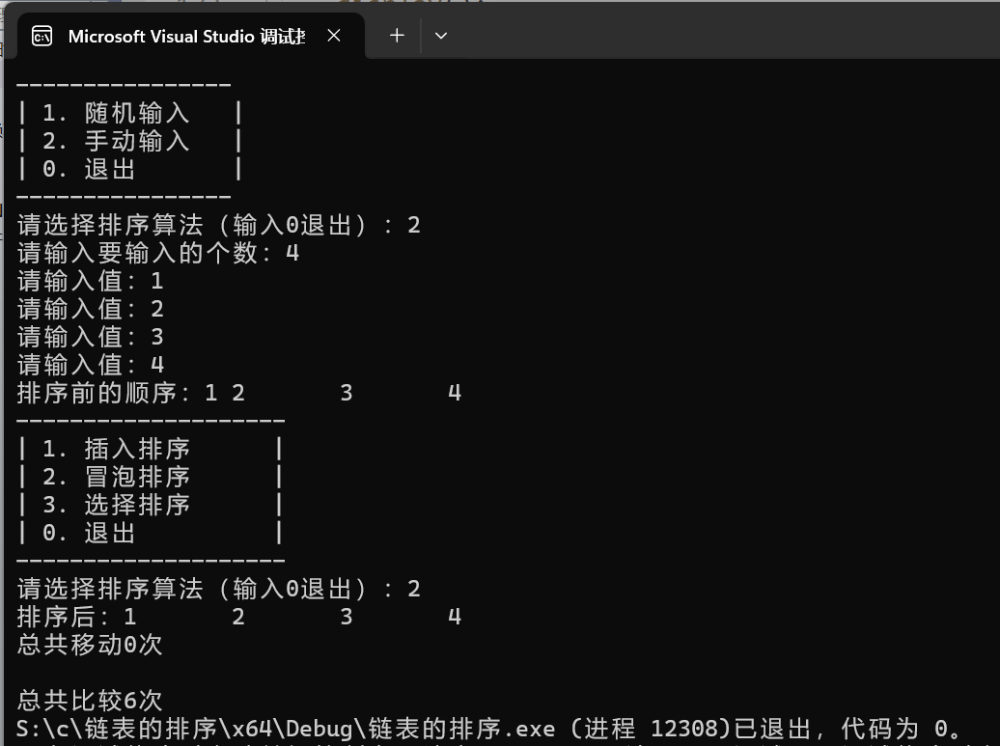 Microsoft Visual Studio 调试
----------------
| 1. 随机输入 |
| 2. 手动输入 |
| 0. 退出 |
----------------
请选择排序算法（输入0退出）: 2
请输入要输入的个数: 4
请输入值: 1
请输入值: 2
请输入值: 3
请输入值: 4
排序前的顺序: 1 2 3 4
--------------------
| 1. 插入排序 |
| 2. 冒泡排序 |
| 3. 选择排序 |
| 0. 退出 |
--------------------
请选择排序算法（输入0退出）: 2
排序后: 1 2 3 4
总共移动0次
总共比较6次
S:\c\链表的排序\x64\Debug\链表的排序.exe (进程 12308)已退出，代码为 0。